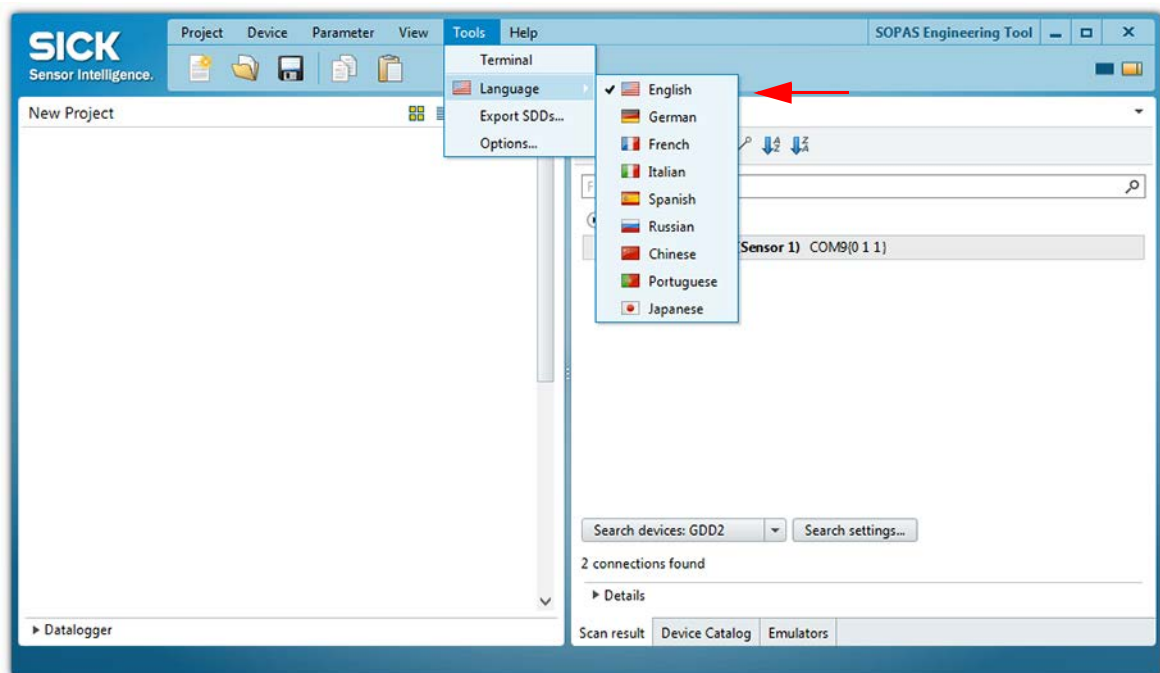 SICK
Sensor Intelligence.
Project Device Parameter View Tools Help
SOPAS Engineering Tool
Terminal
Language
Export SDDs...
Options...
English
German
French
Italian
Spanish
Russian
Chinese
Portuguese
Japanese
New Project
(Sensor 1) COM9{0 1 1}
Search devices: GDD2
Search settings...
2 connections found
Details
Datalogger
Scan result Device Catalog Emulators